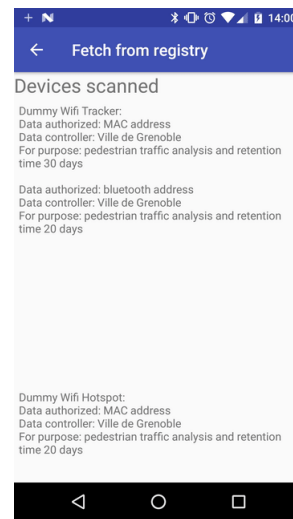 14:00
Fetch from registry
Devices scanned
Dummy Wifi Tracker:
Data authorized: MAC address
Data controller: Ville de Grenoble
For purpose: pedestrian traffic analysis and retention
time 30 days
Data authorized: bluetooth address
Data controller: Ville de Grenoble
For purpose: pedestrian traffic analysis and retention
time 20 days
Dummy Wifi Hotspot:
Data authorized: MAC address
Data controller: Ville de Grenoble
For purpose: pedestrian traffic analysis and retention
time 20 days